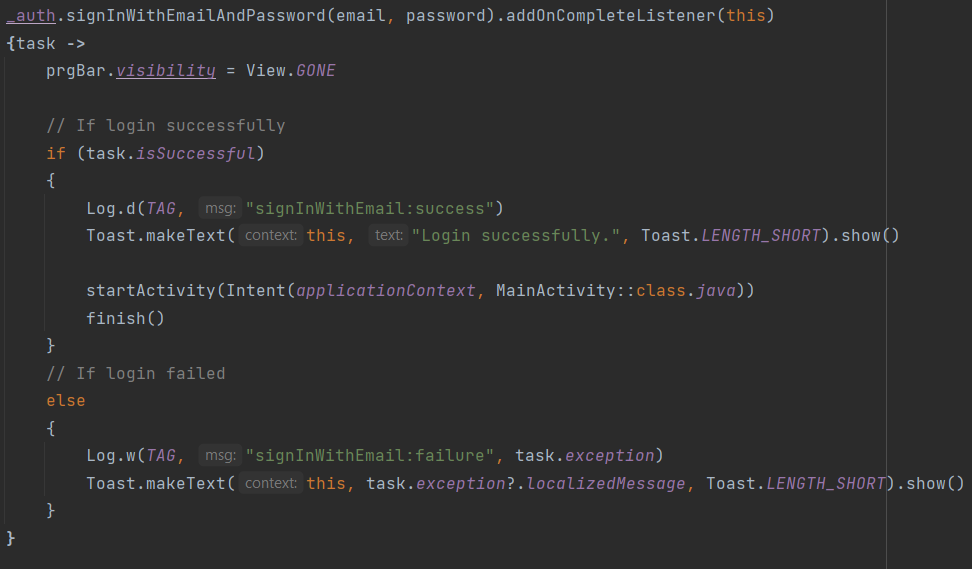 _auth.signInWithEmailAndPassword(email, password).addOnCompleteListener(this)
{task ->
    prgBar.visibility = View.GONE

    // If login successfully
    if (task.isSuccessful)
    {
        Log.d(TAG, msg: "signInWithEmail:success")
        Toast.makeText( context: this, text: "Login successfully.", Toast.LENGTH_SHORT).show()

        startActivity(Intent(applicationContext, MainActivity::class.java))
        finish()
    }
    // If login failed
    else
    {
        Log.w(TAG, msg: "signInWithEmail:failure", task.exception)
        Toast.makeText( context: this, task.exception?.localizedMessage, Toast.LENGTH_SHORT).show()
    }
}